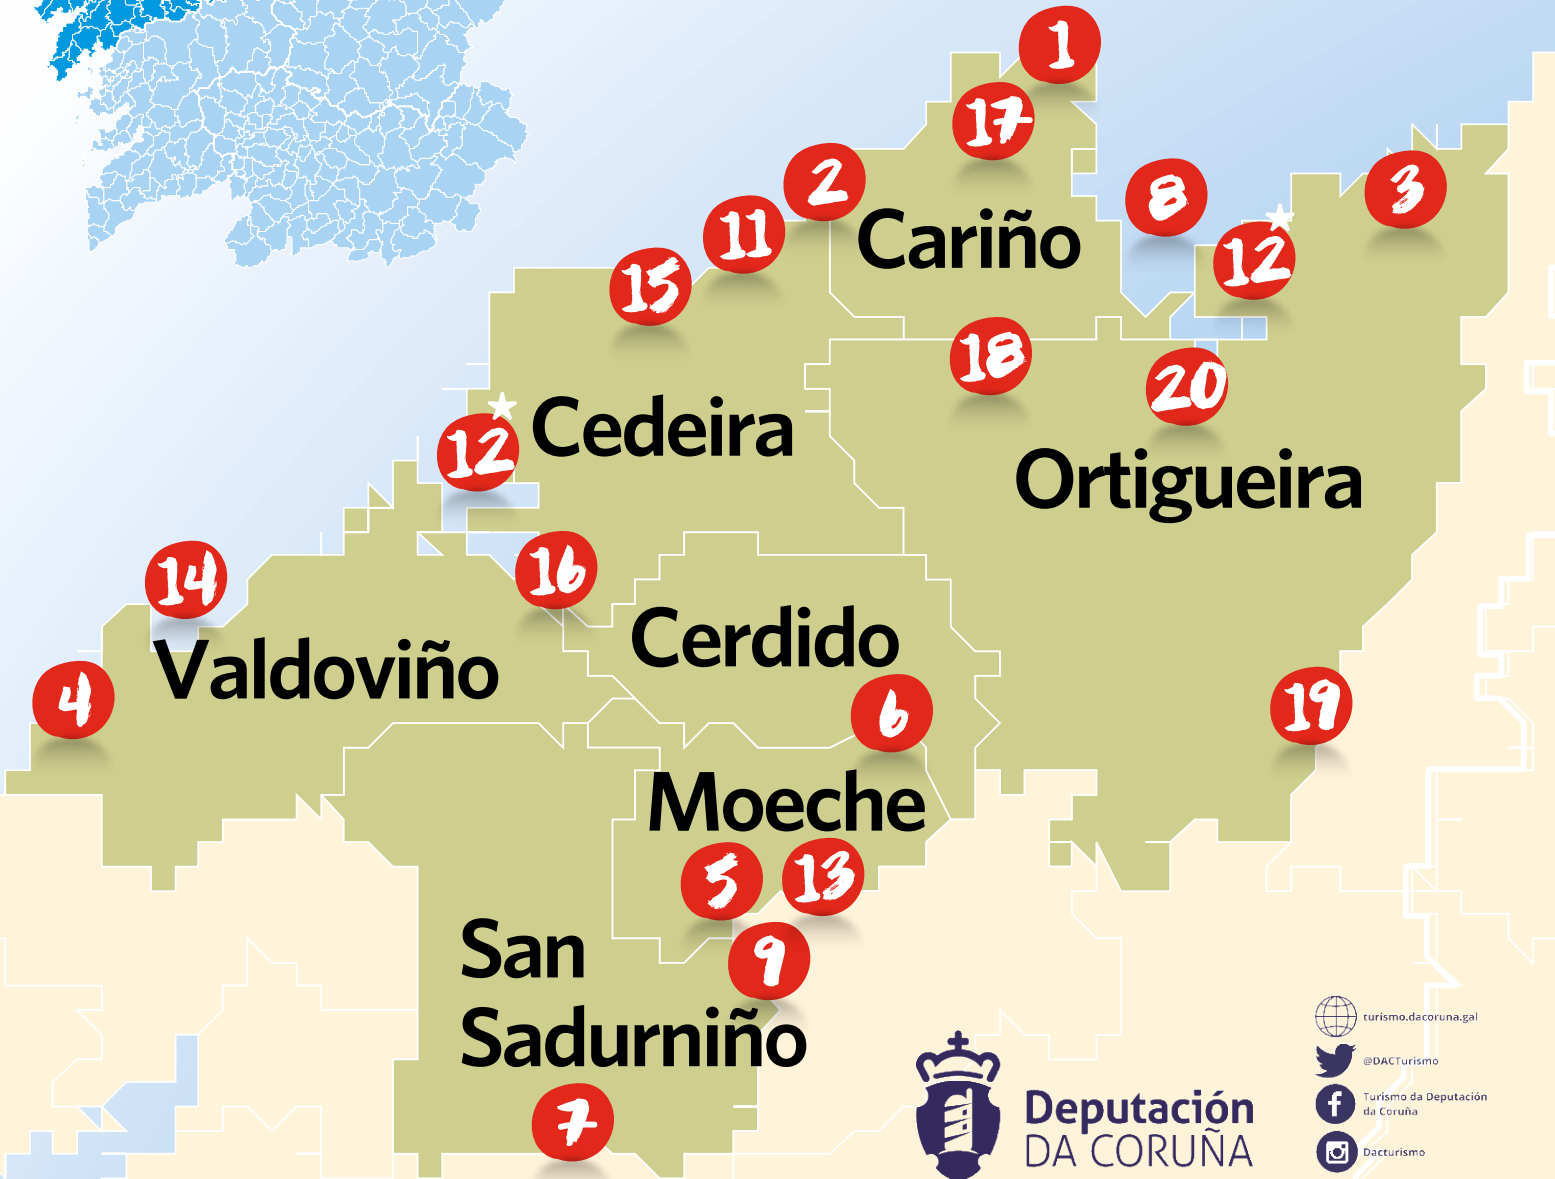 1
17
2
Cariño
8
3
11
12
15
18
20
Cedeira
12
Ortigueira
16
14
Cerdido
Valdoviño
4
6
19
Moeche
5
13
9
San
Sadurniño
7
Deputación
DA CORUÑA
turismo.dacoruna.gal
@DACTurismo
Turismo da Deputación
da Coruña
Dacturismo